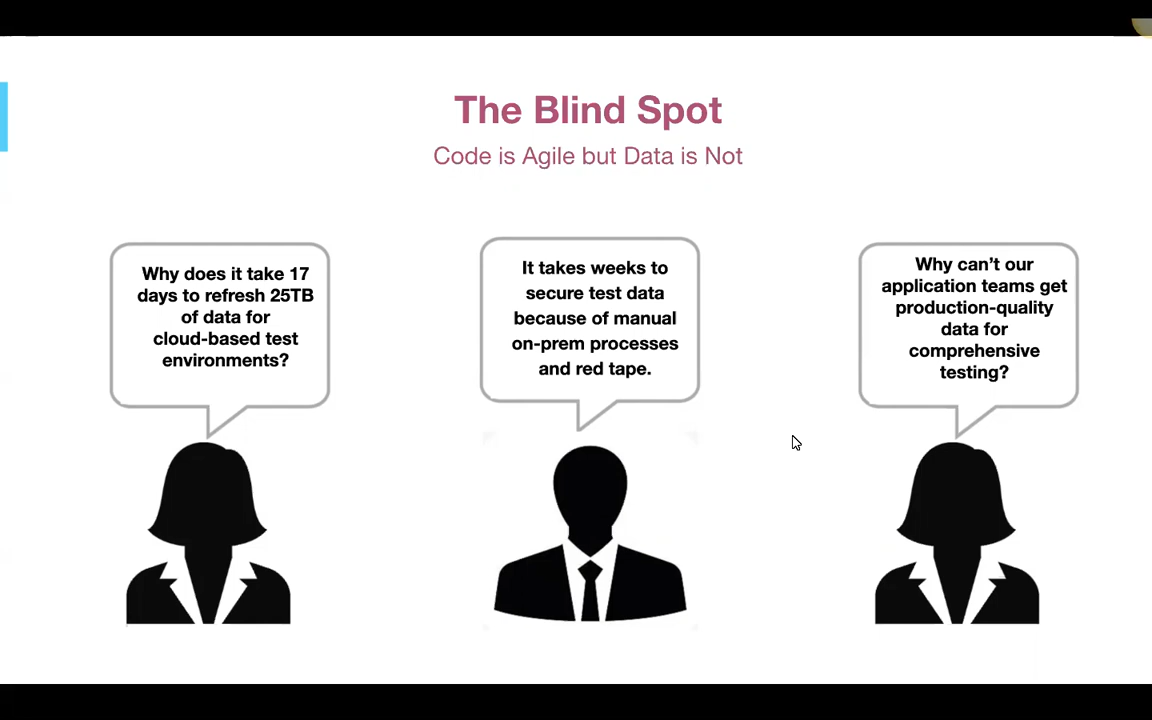 The Blind Spot
Code is Agile but Data is Not
Why does it take 17
days to refresh 25TB
of data for
cloud-based test
environments?
It takes weeks to
secure test data
because of manual
on-prem processes
and red tape.
Why can’t our
application teams get
production-quality
data for
comprehensive
testing?